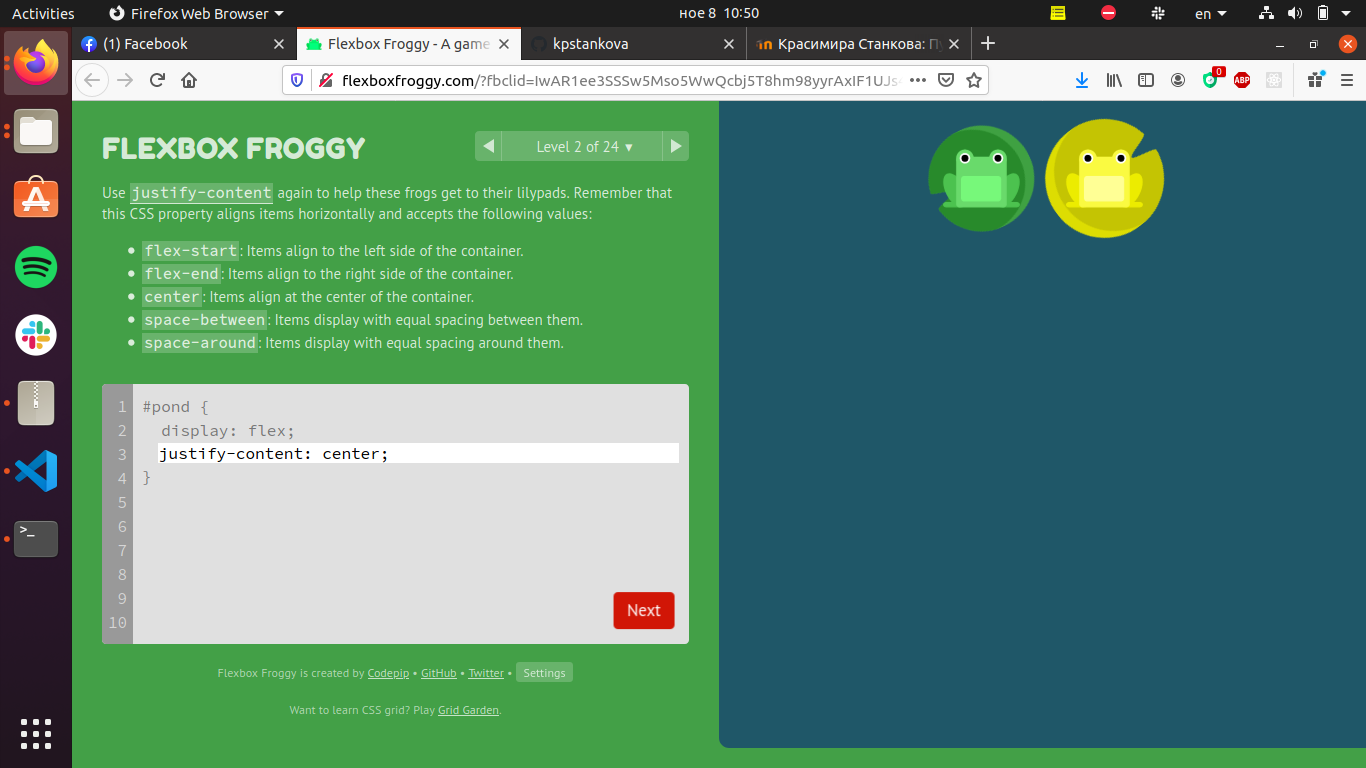 Activities Firefox Web Browser ное 8 10:50 en
(1) Facebook Flexbox Froggy - A game kpstankova Красимира Станкова:
flexboxfroggy.com/?fbclid=IwAR1ee3SSSw5Mso5WwQcbj5T8hm98yyrAxIF1UJs 0 ABP
FLEXBOX FROGGY
◀ Level 2 of 24 ▾ ▶
Use justify-content again to help these frogs get to their lilypads. Remember that
this CSS property aligns items horizontally and accepts the following values:
• flex-start: Items align to the left side of the container.
• flex-end: Items align to the right side of the container.
• center: Items align at the center of the container.
• space-between: Items display with equal spacing between them.
• space-around: Items display with equal spacing around them.
1 #pond {
2 display: flex;
3 justify-content: center;
4 }
5
6
7
8
9
10
Next
Flexbox Froggy is created by Codepip • GitHub • Twitter • Settings
Want to learn CSS grid? Play Grid Garden.